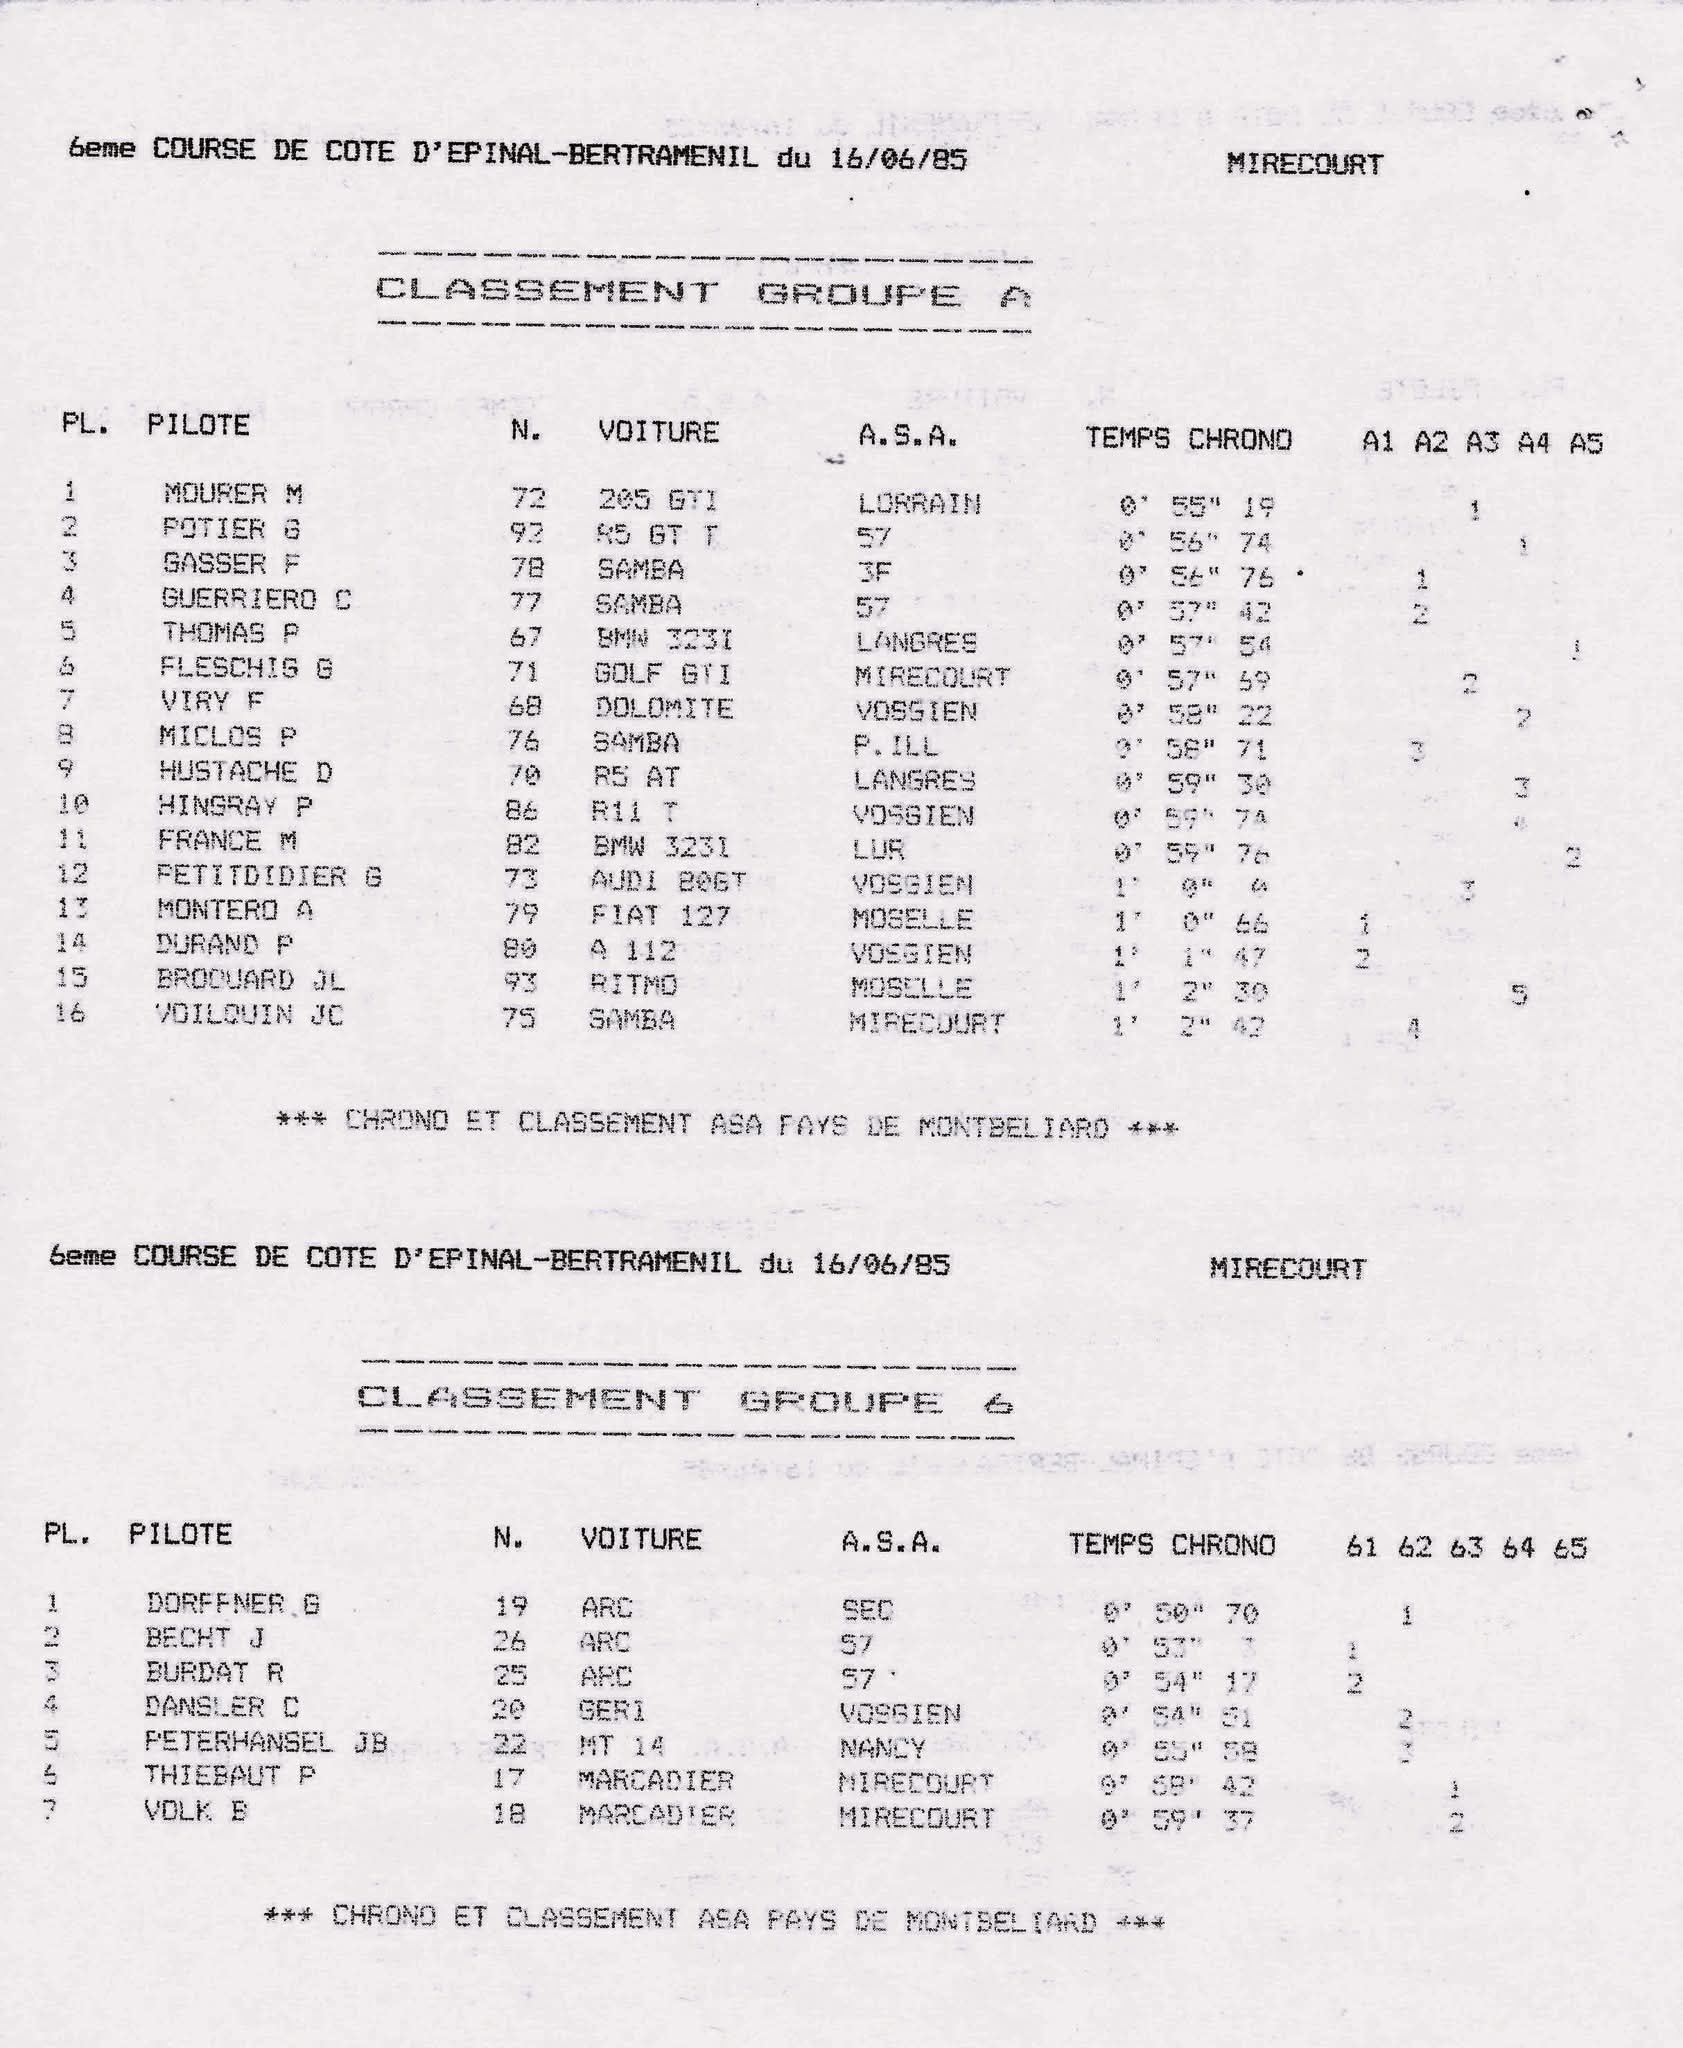 6eme COURSE DE COTE D'EPINAL-BERTRAMENIL du 16/06/85 MIRECOURT
CLASSEMENT GROUPE A
PL. PILOTE N. VOITURE A.S.A. TEMPS CHRONO A1 A2 A3 A4 A5
1 MOURER M 72 205 GTI LORRAIN 0' 55" 19 1
2 POTIER G 92 R5 GT T 57 0' 56" 74 1
3 GASSER F 78 SAMBA 3F 0' 56" 76 1
4 GUERRIERO C 77 SAMBA 57 0' 57" 42 2
5 THOMAS P 67 BMW 323I LANGRES 0' 57" 54 1
6 FLESCHIG G 71 GOLF GTI MIRECOURT 0' 57" 69 2
7 VIRY F 68 DOLOMITE VOSGIEN 0' 58" 22 2
8 MICLOS P 76 SAMBA P.ILL 0' 58" 71 3
9 HUSTACHE D 70 R5 AT LANGRES 0' 59" 30 3
10 HINGRAY P 86 R11 T VOSGIEN 0' 59" 74 4
11 FRANCE M 82 BMW 323I LUR 0' 59" 76 2
12 PETITDIDIER G 73 AUDI 80GT VOSGIEN 1' 0" 3
13 MONTERO A 79 FIAT 127 MOSELLE 1' 0" 66 1
14 DURAND P 80 A 112 VOSGIEN 1' 1" 47 2
15 BROUARD JL 93 RITMO MOSELLE 1' 2" 30 5
16 VOILQUIN JC 75 SAMBA MIRECOURT 1' 2" 42 4
*** CHRONO ET CLASSEMENT ASA PAYS DE MONTBELIARD ***
6eme COURSE DE COTE D'EPINAL-BERTRAMENIL du 16/06/85 MIRECOURT
CLASSEMENT GROUPE 6
PL. PILOTE N. VOITURE A.S.A. TEMPS CHRONO 61 62 63 64 65
1 DORFFNER G 19 ARC SEC 0' 50" 70 1
2 BECHT J 26 ARC 57 0' 53" 3 1
3 BURDAT R 25 ARC 57 0' 54" 17 2
4 DANSLER C 20 GERI VOSGIEN 0' 54" 51 2
5 PETERHANSEL JB 22 MT 14 NANCY 0' 55" 58 3
6 THIEBAUT P 17 MARCADIER MIRECOURT 0' 58" 42 1
7 VOLK B 18 MARCADIER MIRECOURT 0' 59" 37 2
*** CHRONO ET CLASSEMENT ASA PAYS DE MONTBELIARD ***